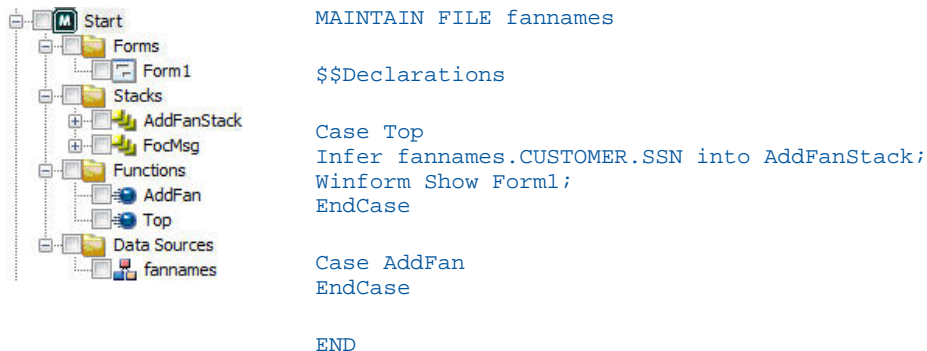 Start
Forms
Form1
Stacks
AddFanStack
FocMsg
Functions
AddFan
Top
Data Sources
fannames
MAINTAIN FILE fannames
$$Declarations
Case Top
Infer fannames.CUSTOMER.SSN into AddFanStack;
Winform Show Form1;
EndCase
Case AddFan
EndCase
END